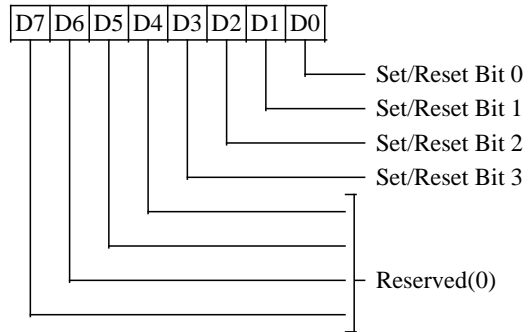 D7 D6 D5 D4 D3 D2 D1 D0
Set/Reset Bit 0
Set/Reset Bit 1
Set/Reset Bit 2
Set/Reset Bit 3
Reserved(0)